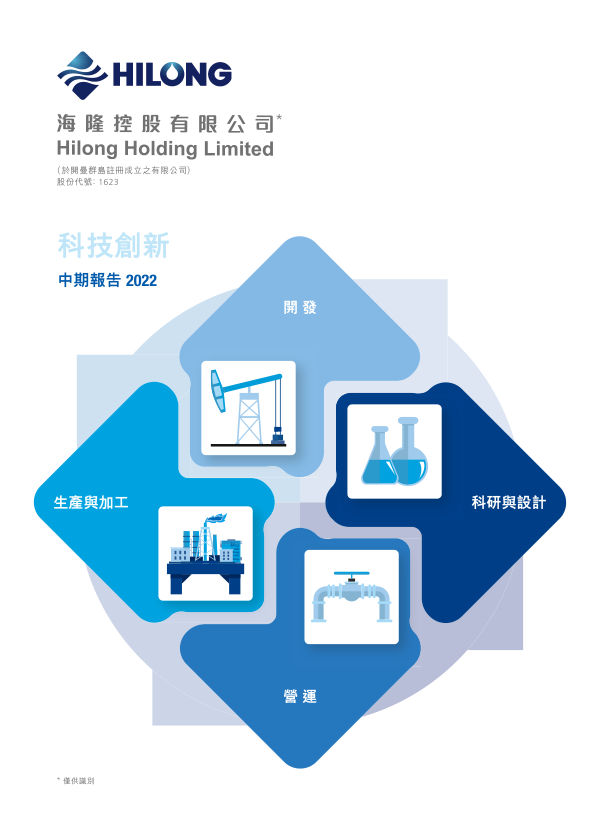 HILONG
海隆控股有限公司*
Hilong Holding Limited
(於開曼群島註冊成立之有限公司)
股份代號: 1623
科技創新
中期報告 2022
開發
生產與加工
科研與設計
營運
* 僅供識別